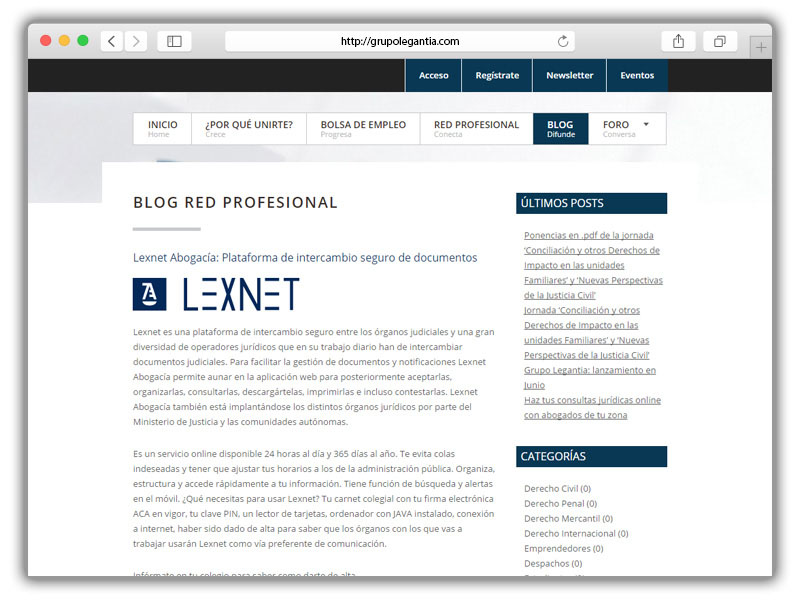 http://grupolegantia.com
Acceso
Regístrate
Newsletter
Eventos
INICIO
Home
¿POR QUÉ UNIRTE?
Crece
BOLSA DE EMPLEO
Progresa
RED PROFESIONAL
Conecta
BLOG
Difunde
FORO
Conversa
BLOG RED PROFESIONAL
Lexnet Abogacía: Plataforma de intercambio seguro de documentos
LEXNET
Lexnet es una plataforma de intercambio seguro entre los órganos judiciales y una gran
diversidad de operadores jurídicos que en su trabajo diario han de intercambiar
documentos judiciales. Para facilitar la gestión de documentos y notificaciones Lexnet
Abogacía permite aunar en la aplicación web para posteriormente aceptarlas,
organizarlas, consultarlas, descargártelas, imprimirlas e incluso contestarlas. Lexnet
Abogacía también está implantándose los distintos órganos jurídicos por parte del
Ministerio de Justicia y las comunidades autónomas.
Es un servicio online disponible 24 horas al día y 365 días al año. Te evita colas
indeseadas y tener que ajustar tus horarios a los de la administración pública. Organiza,
estructura y accede rápidamente a tu información. Tiene función de búsqueda y alertas
en el móvil. ¿Qué necesitas para usar Lexnet? Tu carnet colegial con tu firma electrónica
ACA en vigor, tu clave PIN, un lector de tarjetas, ordenador con JAVA instalado, conexión
a internet, haber sido dado de alta para saber que los órganos con los que vas a
trabajar usarán Lexnet como vía preferente de comunicación.
Infórmate en tu colegio para saber como darte de alta
ÚLTIMOS POSTS
Ponencias en .pdf de la jornada
'Conciliación y otros Derechos de
Impacto en las unidades
Familiares' y 'Nuevas Perspectivas
de la Justicia Civil'
Jornada 'Conciliación y otros
Derechos de Impacto en las
unidades Familiares' y 'Nuevas
Perspectivas de la Justicia Civil'
Grupo Legantia: lanzamiento en
Junio
Haz tus consultas jurídicas online
con abogados de tu zona
CATEGORÍAS
Derecho Civil (0)
Derecho Penal (0)
Derecho Mercantil (0)
Derecho Internacional (0)
Emprendedores (0)
Despachos (0)